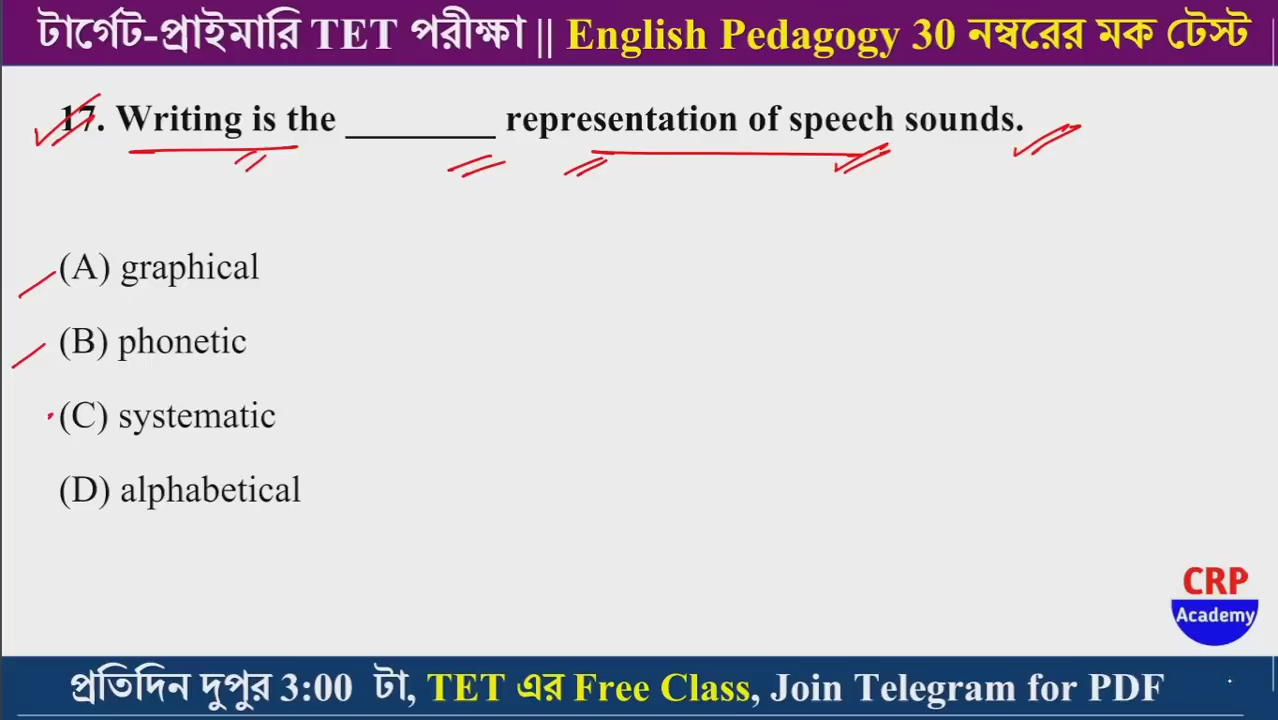 টার্গেট-প্রাইমারি TET পরীক্ষা || English Pedagogy 30 নম্বরের মক টেস্ট
17. Writing is the ________ representation of speech sounds.
(A) graphical
(B) phonetic
(C) systematic
(D) alphabetical
CRP
Academy
প্রতিদিন দুপুর 3:00 টা, TET এর Free Class, Join Telegram for PDF